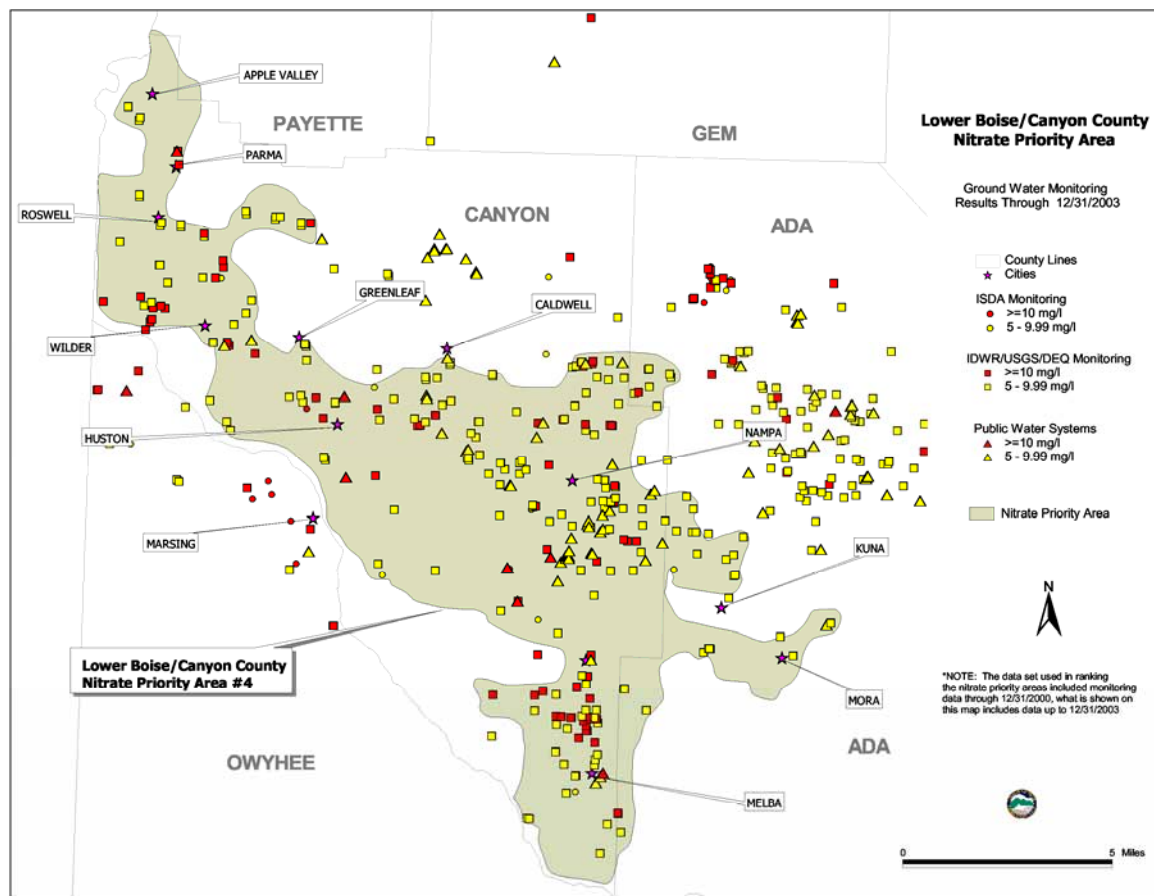 APPLE VALLEY
PAYETTE
GEM
PARMA
ROSWELL
CANYON
ADA
GREENLEAF
CALDWELL
WILDER
HUSTON
NAMPA
MARSING
KUNA
Lower Boise/Canyon County
Nitrate Priority Area #4
MORA
OWYHEE
ADA
MELBA
Lower Boise/Canyon County
Nitrate Priority Area
Ground Water Monitoring
Results Through 12/31/2003
County Lines
Cities
ISDA Monitoring
>=10 mg/l
5 - 9.99 mg/l
IDWR/USGS/DEQ Monitoring
>=10 mg/l
5 - 9.99 mg/l
Public Water Systems
>=10 mg/l
5 - 9.99 mg/l
Nitrate Priority Area
N
*NOTE: The data set used in ranking
the nitrate priority areas included monitoring
data through 12/31/2000, what is shown on
this map includes data up to 12/31/2003
0 5 Miles